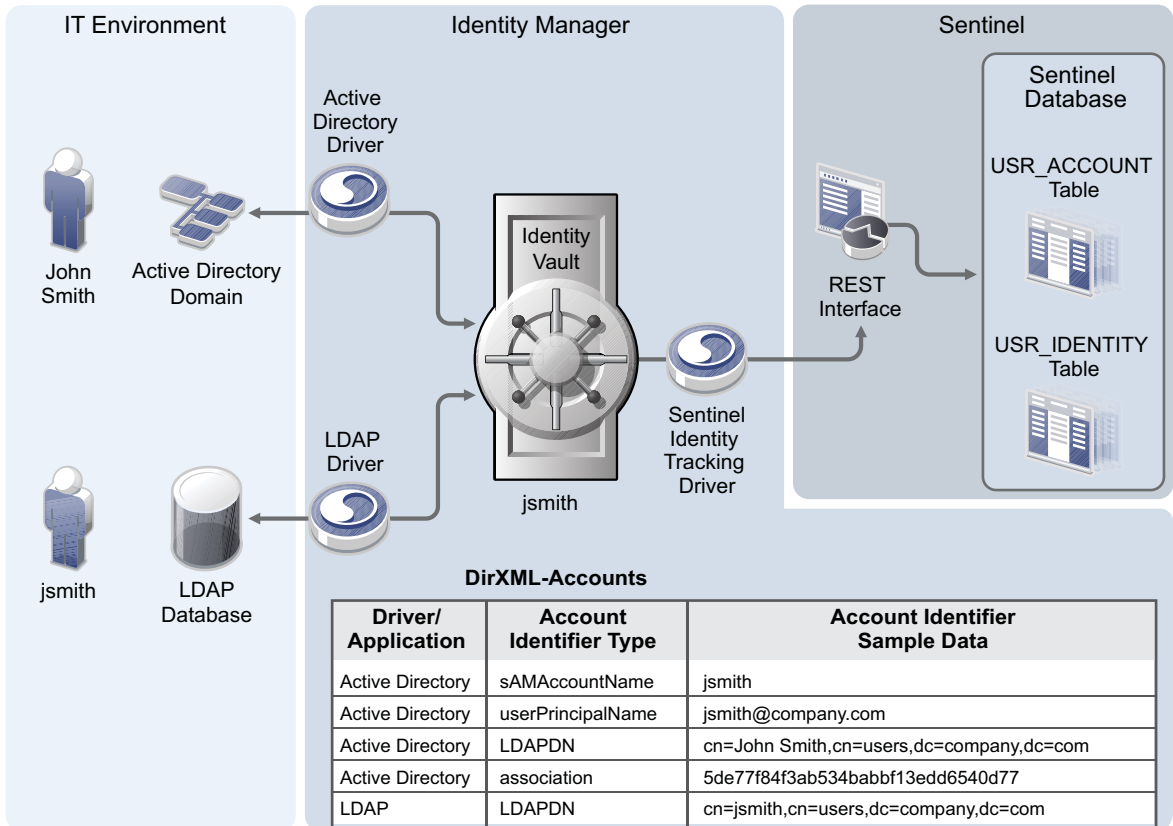 IT Environment
Identity Manager
Sentinel
Active
Directory
Driver
John
Smith
Active Directory
Domain
Identity
Vault
jsmith
LDAP
Driver
jsmith
LDAP
Database
Sentinel
Identity
Tracking
Driver
REST
Interface
Sentinel
Database
USR_ACCOUNT
Table
USR_IDENTITY
Table
DirXML-Accounts
Driver/
Application
Account
Identifier Type
Account Identifier
Sample Data
Active Directory sAMAccountName jsmith
Active Directory userPrincipalName jsmith@company.com
Active Directory LDAPDN cn=John Smith,cn=users,dc=company,dc=com
Active Directory association 5de77f84f3ab534babbf13edd6540d77
LDAP LDAPDN cn=jsmith,cn=users,dc=company,dc=com